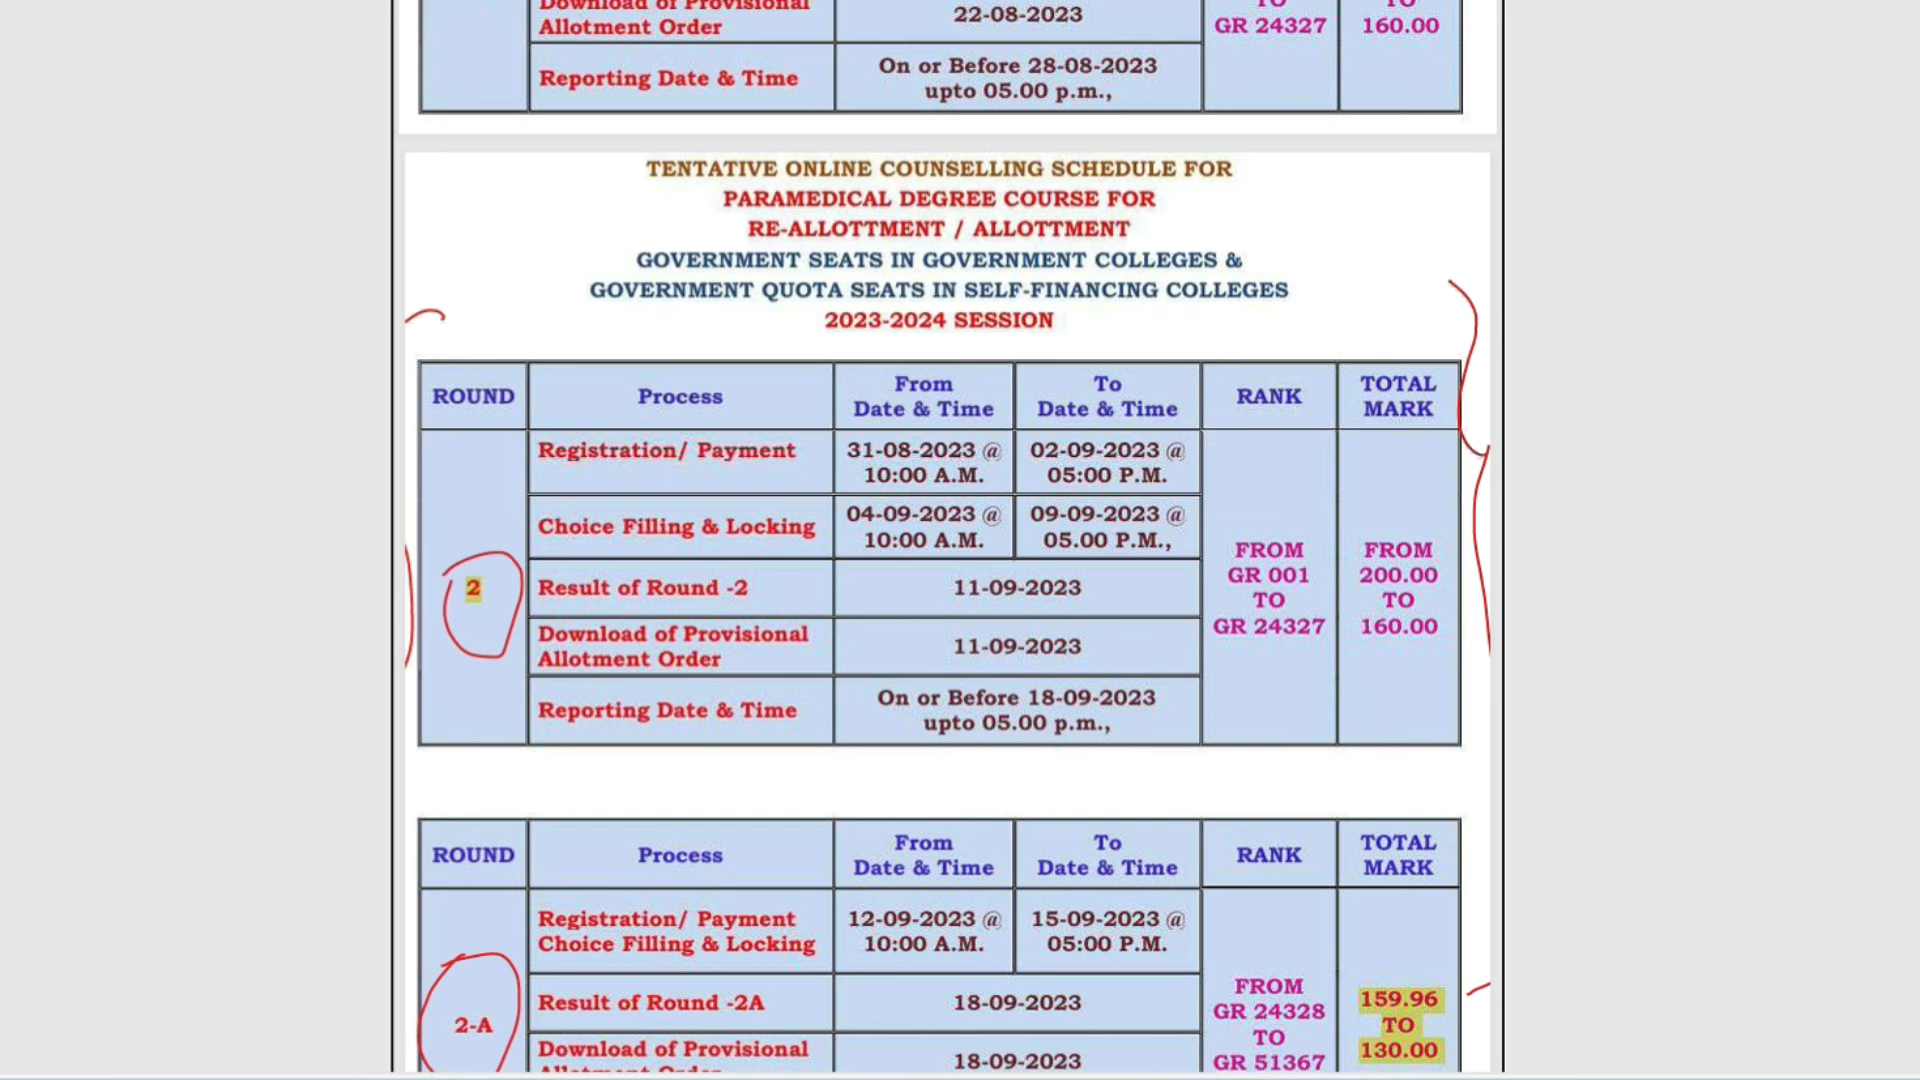 Download of Provisional
Allotment Order
22-08-2023
TO
GR 24327
TO
160.00
Reporting Date & Time
On or Before 28-08-2023
upto 05.00 p.m.,
TENTATIVE ONLINE COUNSELLING SCHEDULE FOR
PARAMEDICAL DEGREE COURSE FOR
RE-ALLOTTMENT / ALLOTTMENT
GOVERNMENT SEATS IN GOVERNMENT COLLEGES &
GOVERNMENT QUOTA SEATS IN SELF-FINANCING COLLEGES
2023-2024 SESSION
ROUND
Process
From
Date & Time
To
Date & Time
RANK
TOTAL
MARK
2
Registration/ Payment
31-08-2023 @
10:00 A.M.
02-09-2023 @
05:00 P.M.
Choice Filling & Locking
04-09-2023 @
10:00 A.M.
09-09-2023 @
05.00 P.M.,
Result of Round -2
11-09-2023
Download of Provisional
Allotment Order
11-09-2023
Reporting Date & Time
On or Before 18-09-2023
upto 05.00 p.m.,
FROM
GR 001
TO
GR 24327
FROM
200.00
TO
160.00
ROUND
Process
From
Date & Time
To
Date & Time
RANK
TOTAL
MARK
2-A
Registration/ Payment
Choice Filling & Locking
12-09-2023 @
10:00 A.M.
15-09-2023 @
05:00 P.M.
Result of Round -2A
18-09-2023
Download of Provisional
Allotment Order
18-09-2023
FROM
GR 24328
TO
GR 51367
159.96
TO
130.00